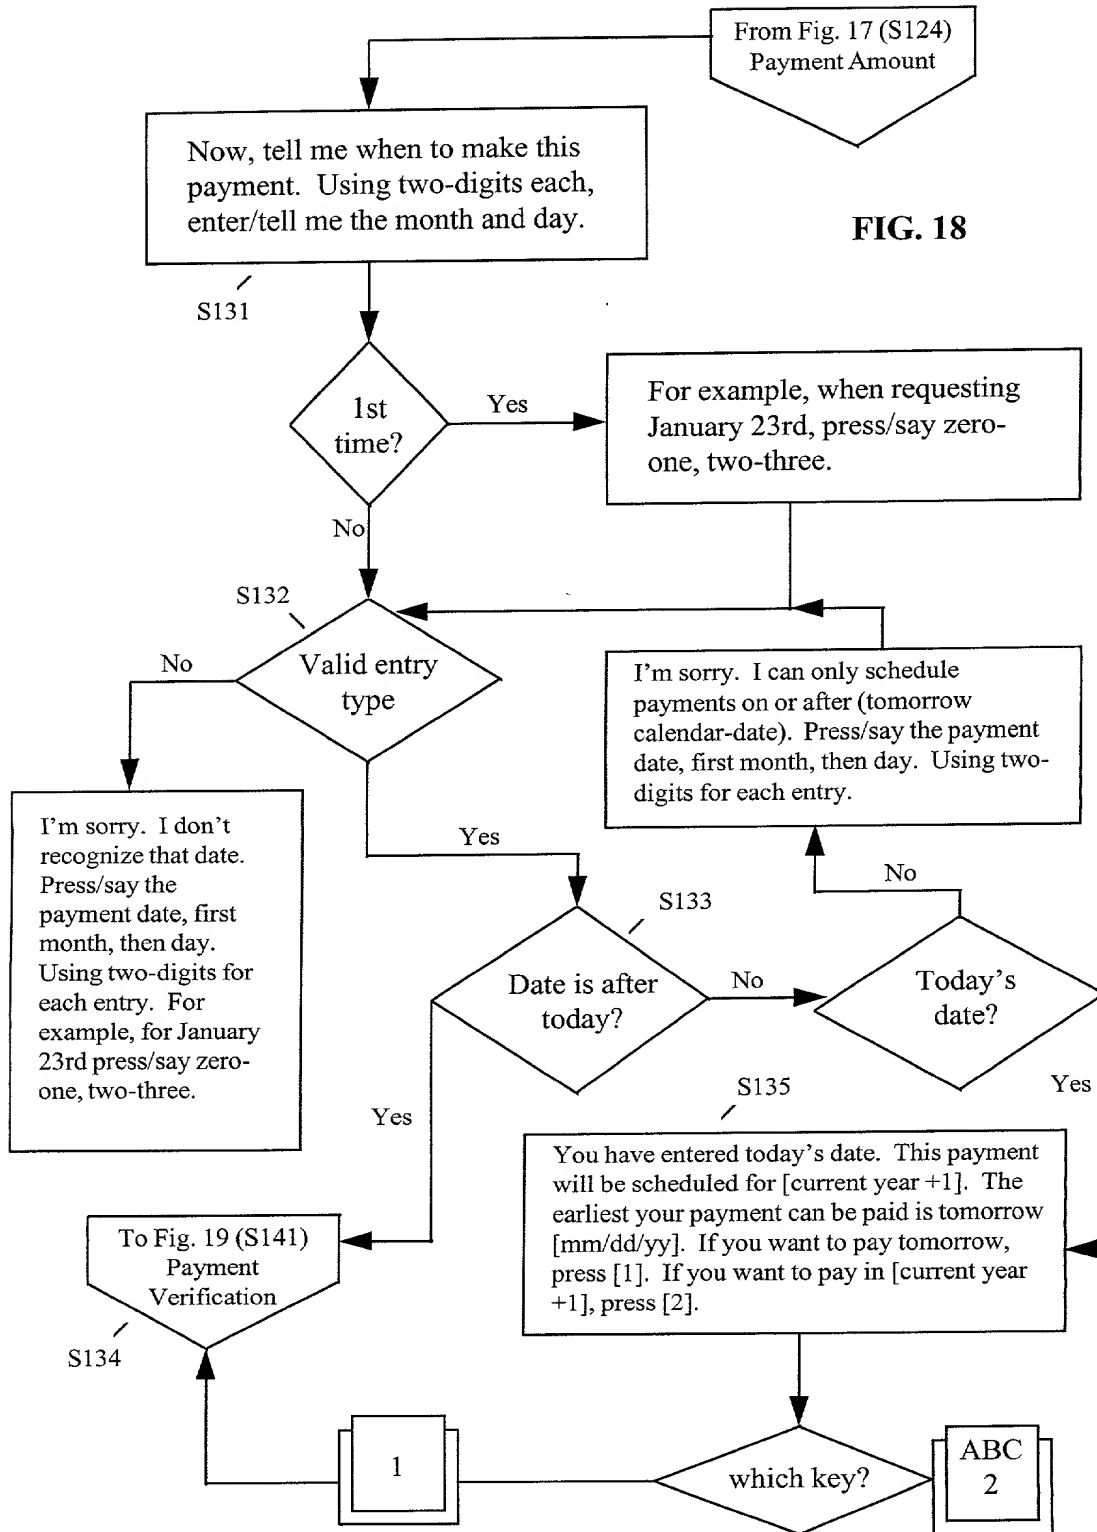 From Fig. 17 (S124)
Payment Amount
Now, tell me when to make this
payment. Using two-digits each,
enter/tell me the month and day.
FIG. 18
S131
1st
time?
Yes
For example, when requesting
January 23rd, press/say zero-
one, two-three.
No
S132
Valid entry
type
No
I'm sorry. I can only schedule
payments on or after (tomorrow
calendar-date). Press/say the payment
date, first month, then day. Using two-
digits for each entry.
I'm sorry. I don't
recognize that date.
Press/say the
payment date, first
month, then day.
Using two-digits for
each entry. For
example, for January
23rd press/say zero-
one, two-three.
Yes
No
S133
Date is after
today?
No
Today's
date?
Yes
Yes
S135
You have entered today's date. This payment
will be scheduled for [current year +1]. The
earliest your payment can be paid is tomorrow
[mm/dd/yy]. If you want to pay tomorrow,
press [1]. If you want to pay in [current year
+1], press [2].
To Fig. 19 (S141)
Payment
Verification
S134
1
which key?
ABC
2